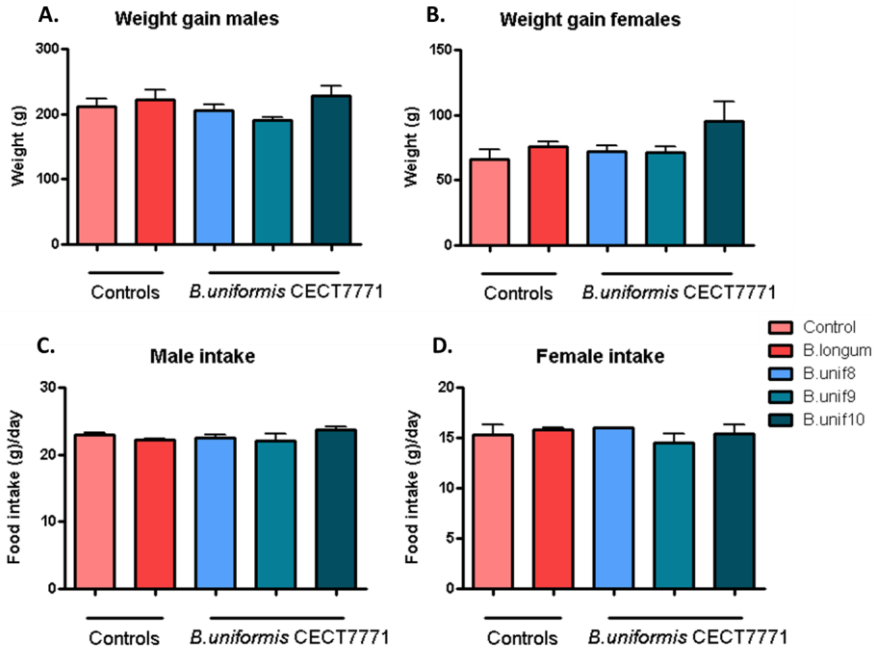 A.
Weight gain males
Weight (g)
300
200
100
0
Controls
B.uniformis CECT7771
B.
Weight gain females
Weight (g)
150
100
50
0
Controls
B.uniformis CECT7771
C.
Male intake
Food intake (g)/day
30
20
10
0
Controls
B.uniformis CECT7771
D.
Female intake
Food intake (g)/day
20
15
10
5
0
Controls
B.uniformis CECT7771
Control
B.longum
B.unif8
B.unif9
B.unif10